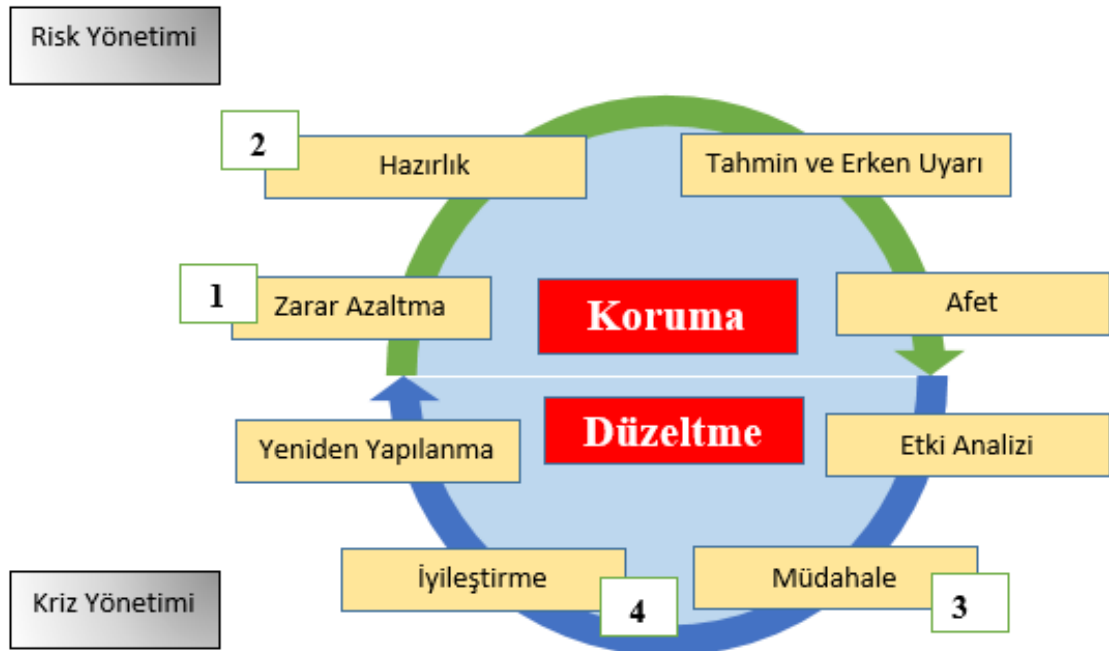 Risk Yönetimi
2
Hazırlık
Tahmin ve Erken Uyarı
1
Zarar Azaltma
Koruma
Afet
Düzeltme
Yeniden Yapılanma
Etki Analizi
İyileştirme
4
Müdahale
3
Kriz Yönetimi